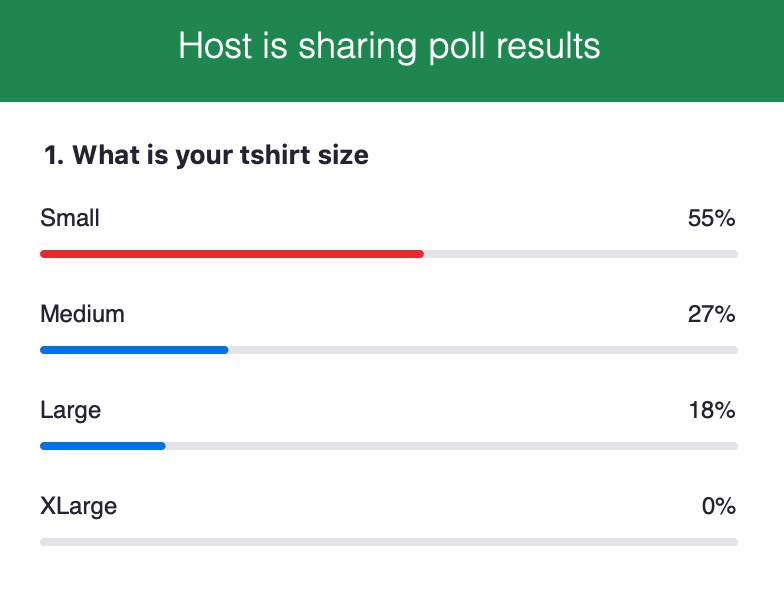 Host is sharing poll results
1. What is your tshirt size
Small 55%
Medium 27%
Large 18%
XLarge 0%